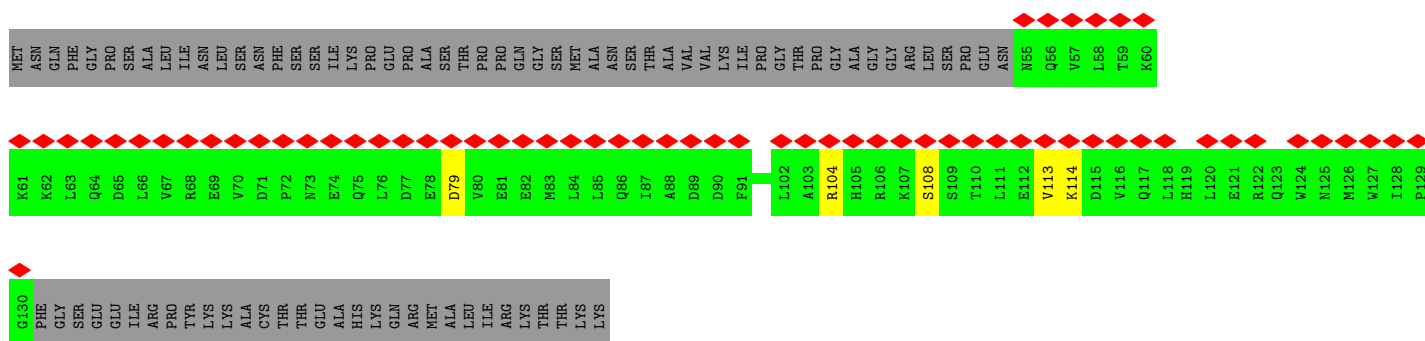 MET ASN GLN PHE GLY PRO SER ALA LEU ILE ASN LEU SER ASN PHE SER SER ILE LYS PRO GLU PRO PRO ALA SER THR PRO PRO GLN GLY SER MET ALA ASN SER THR ALA VAL VAL LYS ILE PRO GLY THR PRO GLY ALA GLY GLY ARG LEU SER PRO GLU ASN N55 Q56 V57 L58 T59 K60
K61 K62 L63 Q64 D65 L66 V67 R68 E69 V70 D71 P72 N73 E74 Q75 L76 D77 E78 D79 V80 E81 E82 M83 L84 L85 Q86 I87 A88 D89 D90 F91 L102 A103 R104 H105 R106 K107 S108 S109 T110 L111 E112 V113 K114 D115 V116 Q117 L118 H119 L120 E121 R122 Q123 W124 N125 M126 W127 I128 P129
G130 PHE GLY SER GLU GLU ILE ARG PRO TYR LYS LYS ALA CYS THR THR GLU ALA HIS LYS GLN ARG MET ALA LEU ILE ARG LYS THR THR LYS LYS